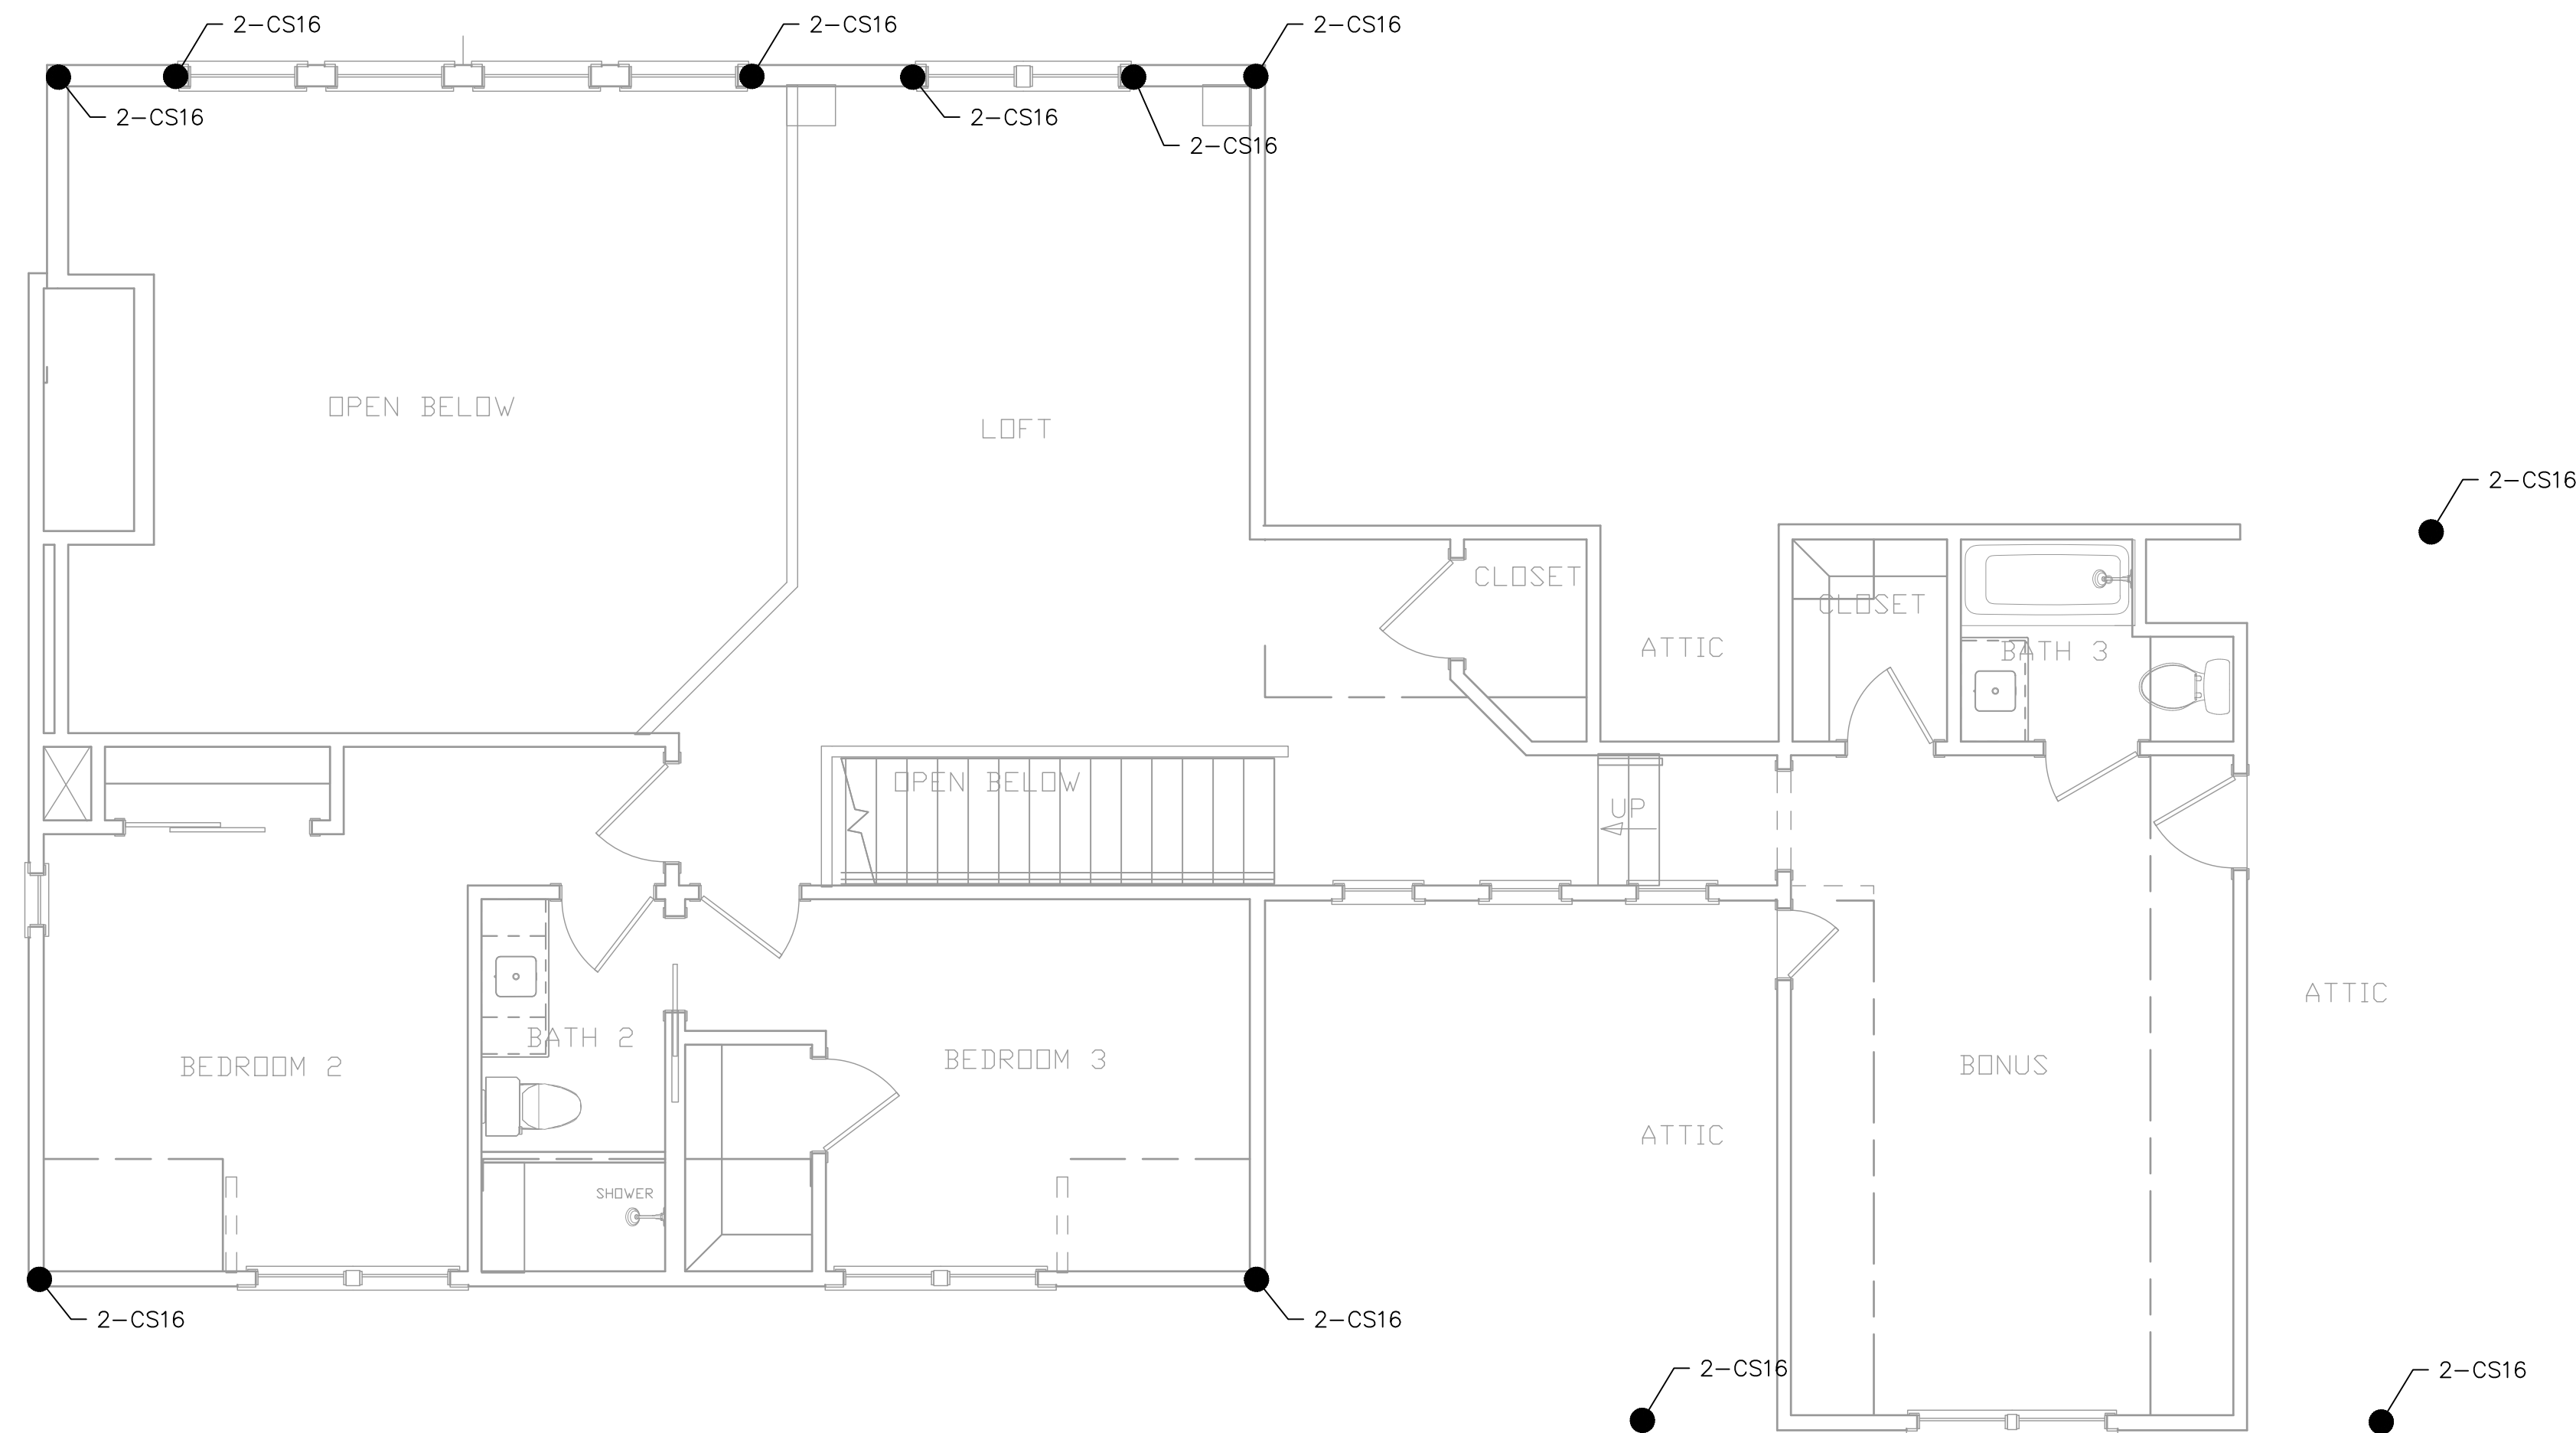 2-CS16
2-CS16
2-CS16
2-CS16
2-CS16
2-CS16
OPEN BELOW
LOFT
2-CS16
CLOSET
CLOSET
ATTIC
BATH 3
OPEN BELOW
UP
ATTIC
BATH 2
BEDROOM 3
BEDROOM 2
BONUS
ATTIC
SHOWER
2-CS16
2-CS16
2-CS16
2-CS16